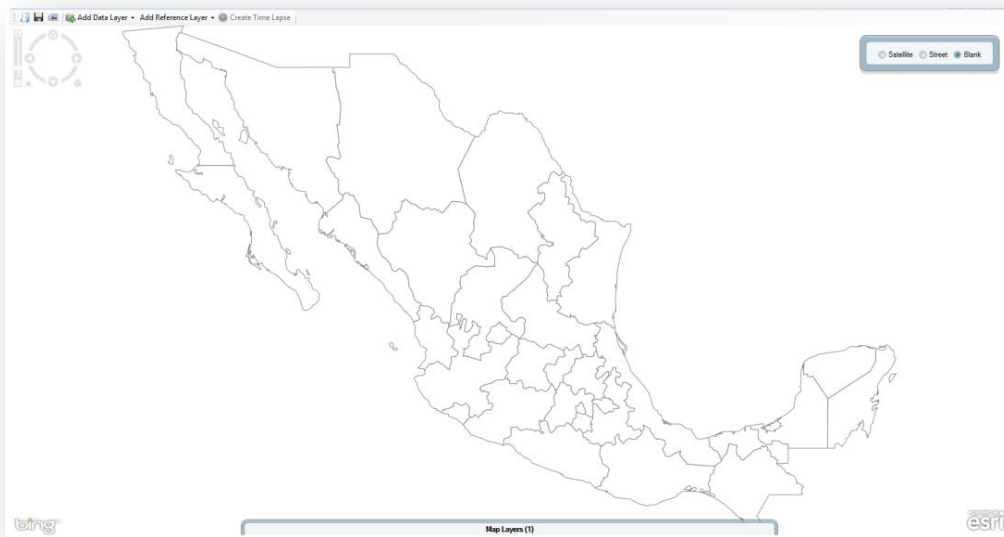 Add Data Layer Add Reference Layer Create Time Lapse
Satellite Street Blank
bing
Map Layers (1)
esri